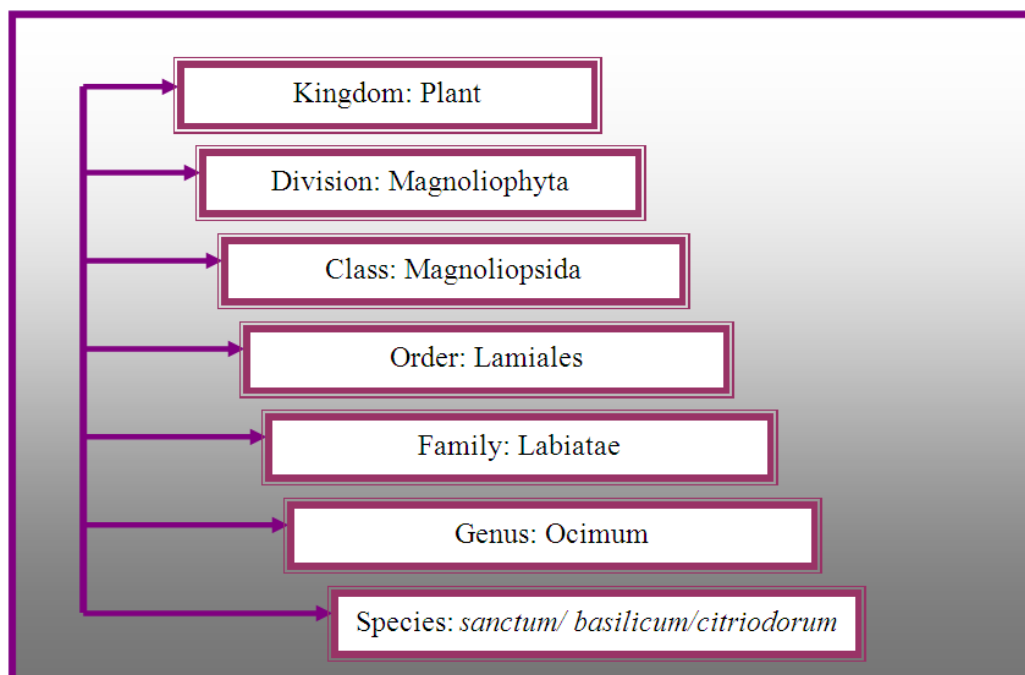 Kingdom: Plant
Division: Magnoliophyta
Class: Magnoliopsida
Order: Lamiales
Family: Labiatae
Genus: Ocimum
Species: sanctum/ basilicum/citriodorum